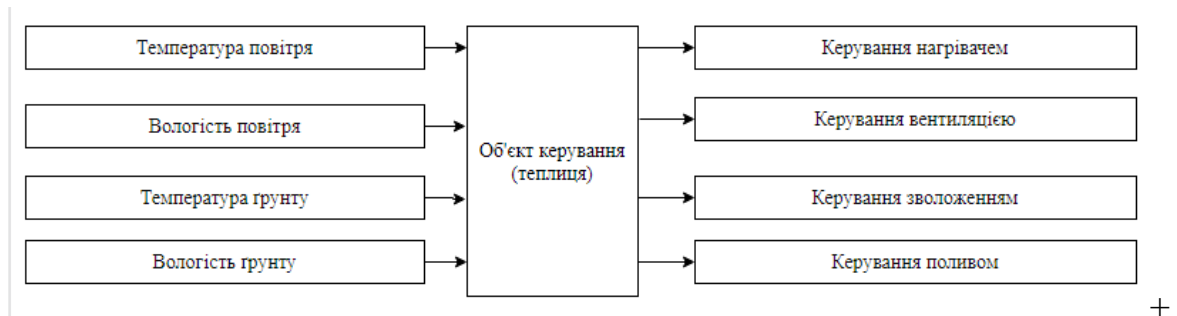 Температура повітря
Керування нагрівачем
Вологість повітря
Керування вентиляцією
Об'єкт керування
(теплиця)
Температура ґрунту
Керування зволоженням
Вологість ґрунту
Керування поливом